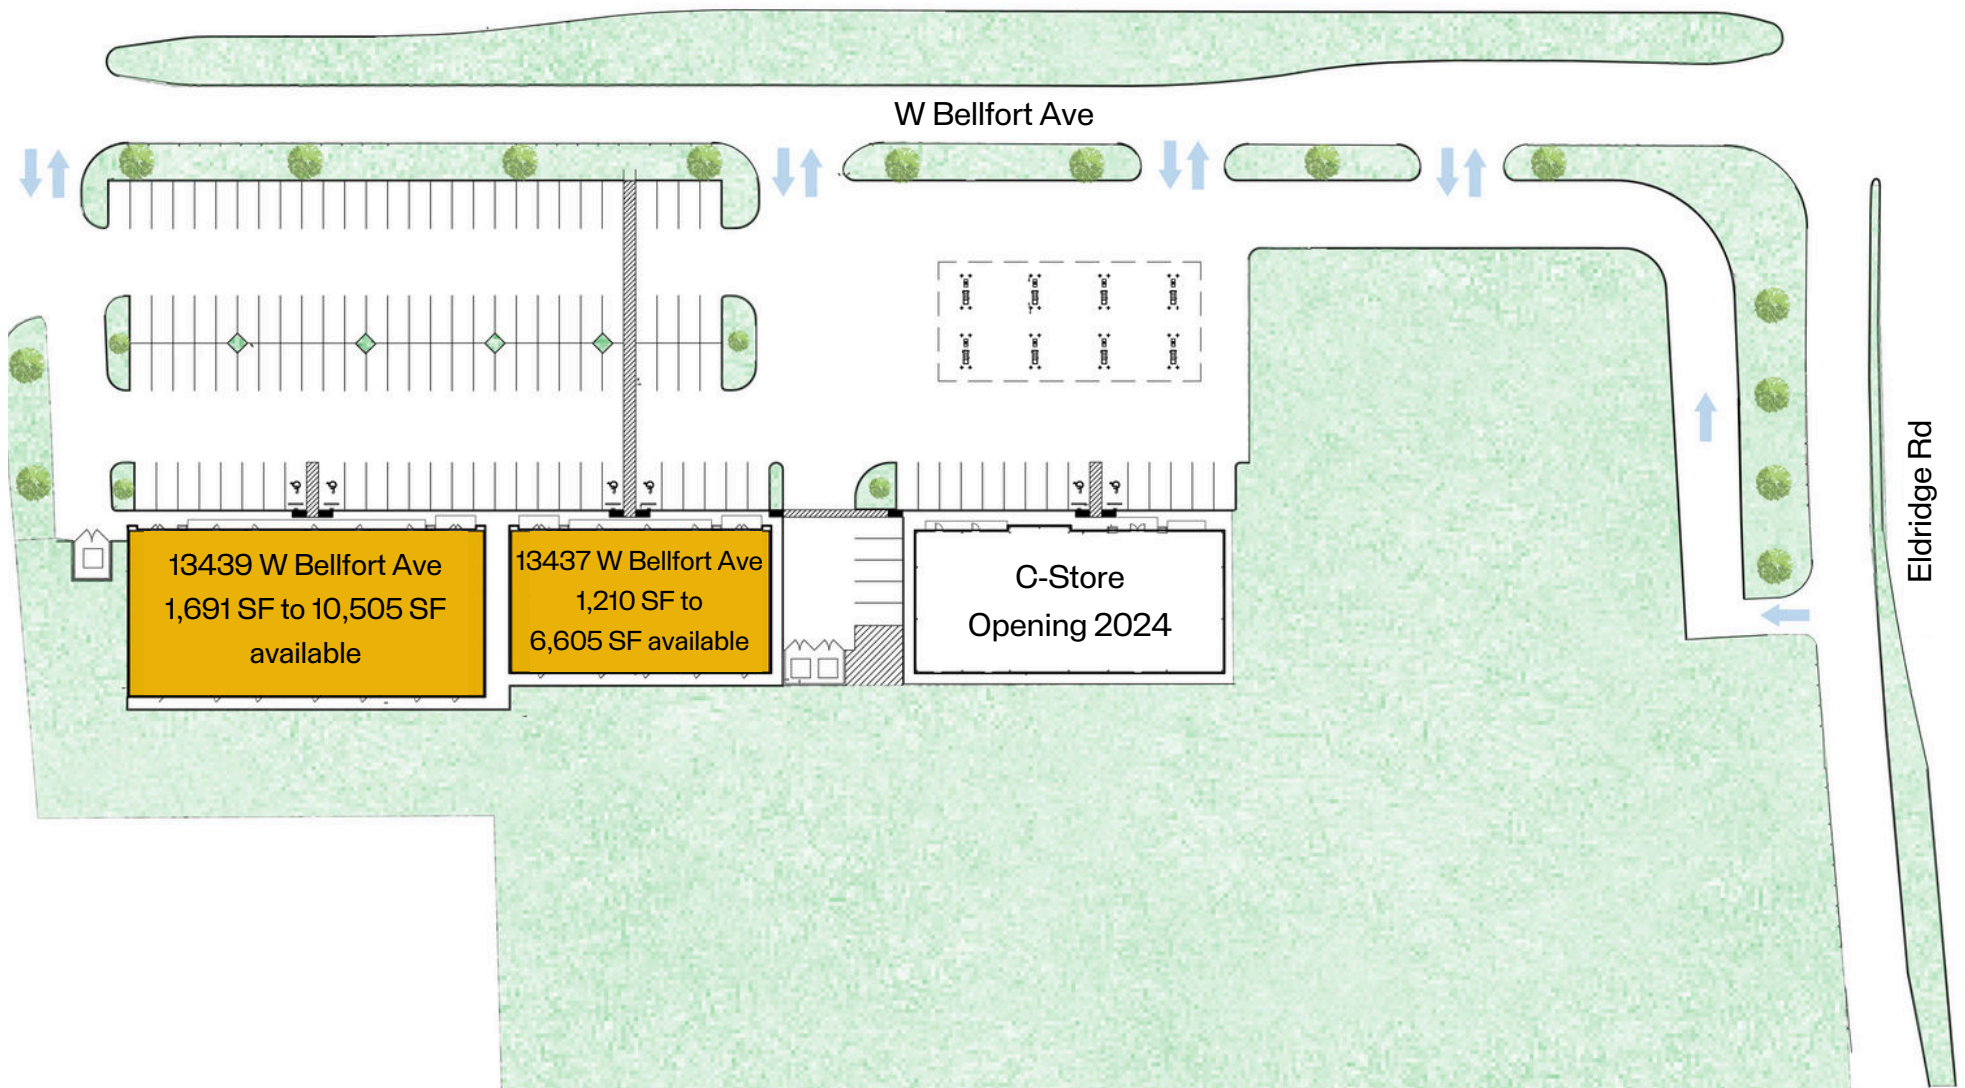 W Bellfort Ave
Eldridge Rd
13439 W Bellfort Ave
1,691 SF to 10,505 SF
available
13437 W Bellfort Ave
1,210 SF to
6,605 SF available
C-Store
Opening 2024